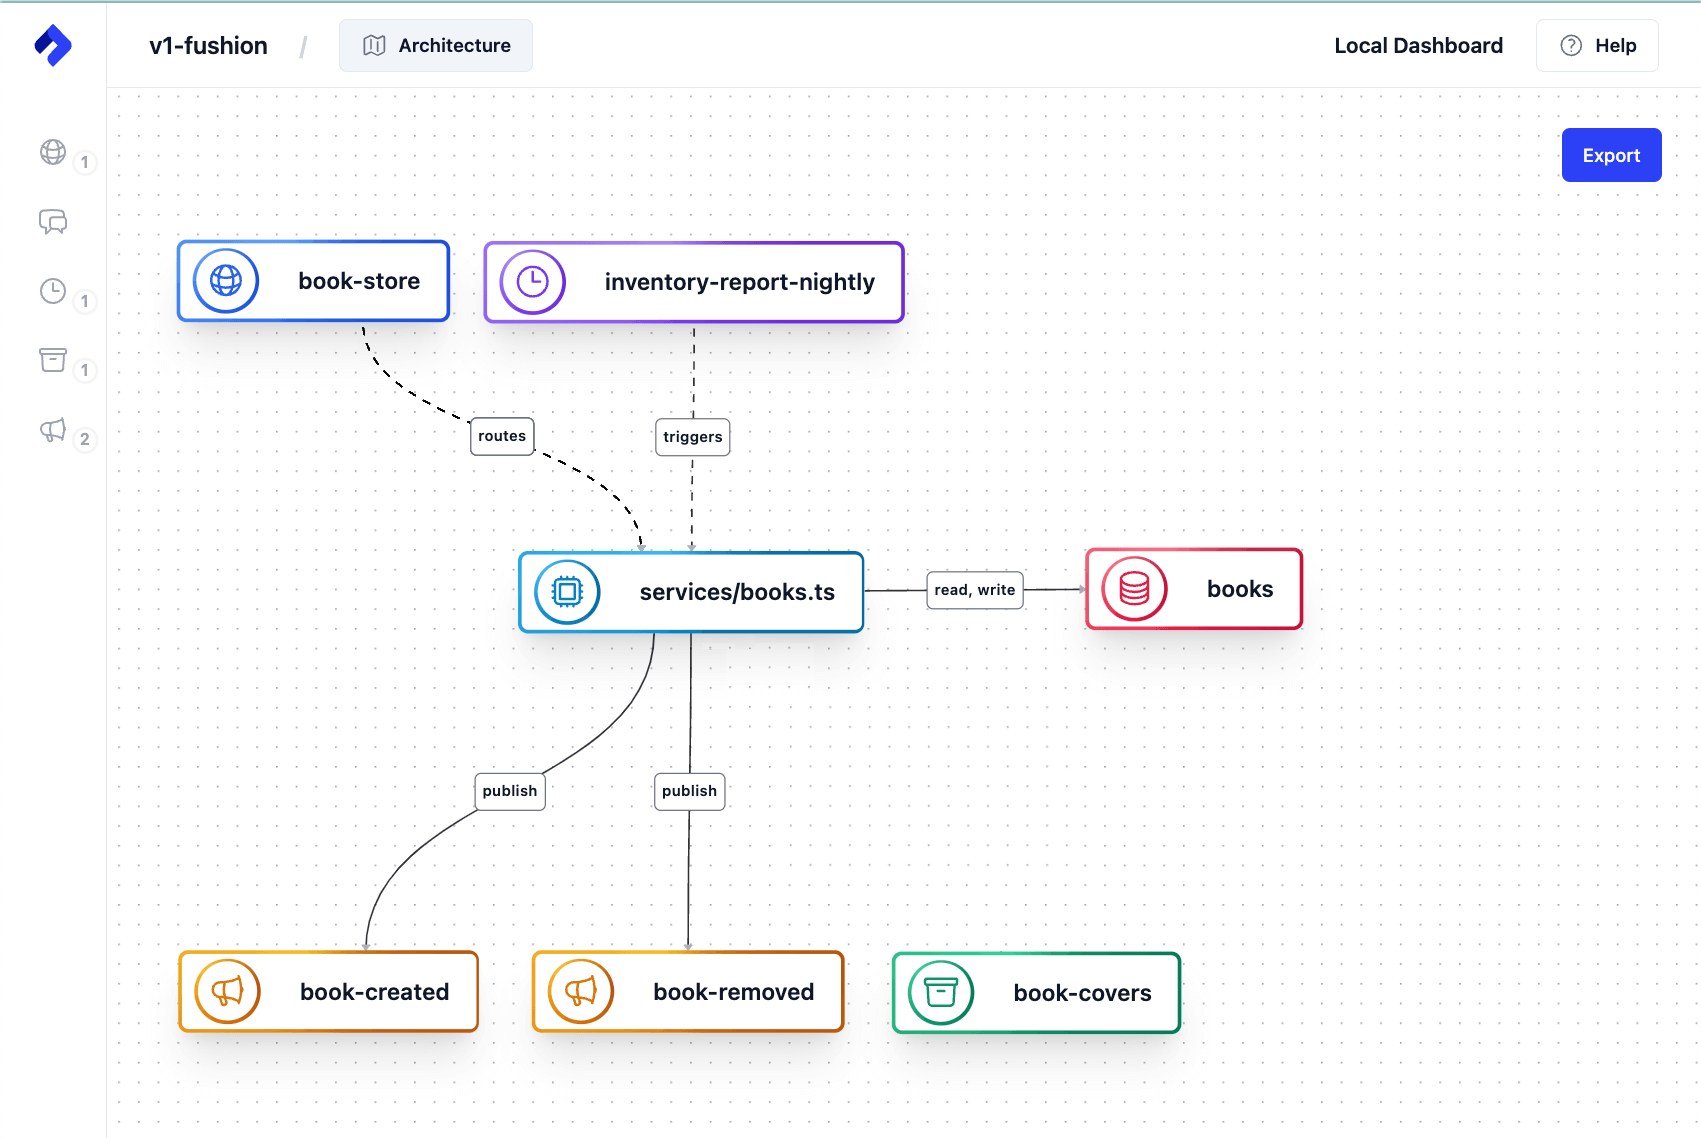 v1-fushion / Architecture
Local Dashboard
Help
1
1
1
2
Export
book-store
inventory-report-nightly
routes
triggers
services/books.ts
read, write
books
publish
publish
book-created
book-removed
book-covers